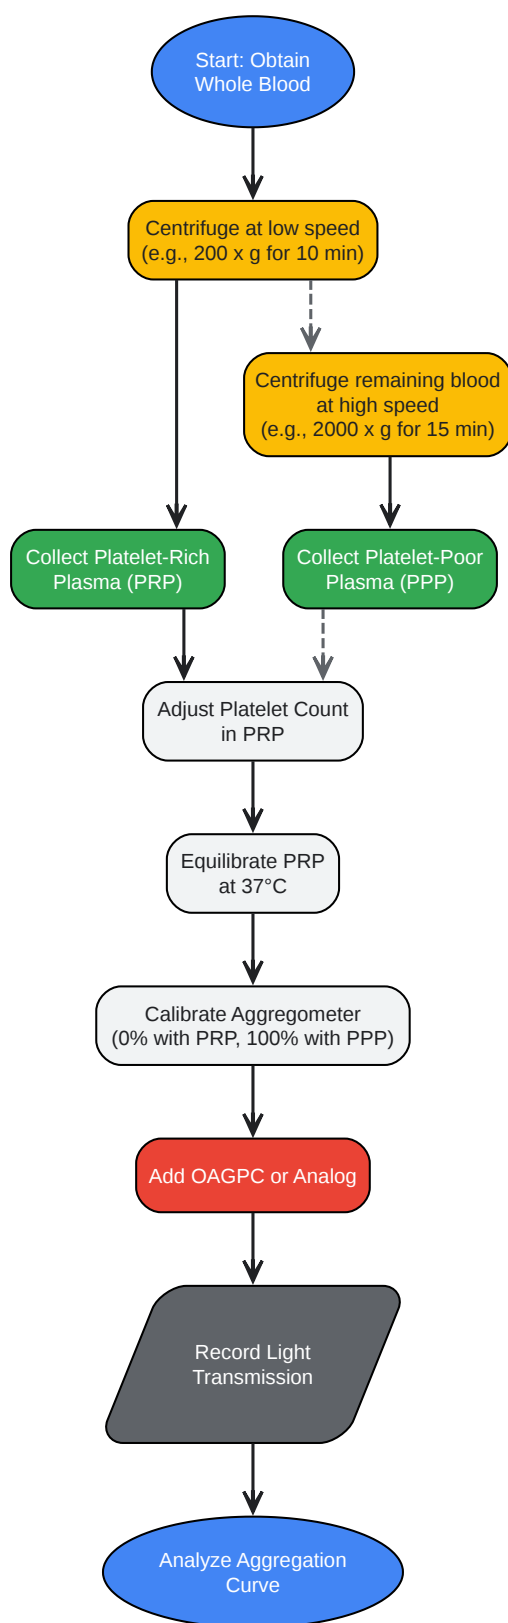 Start: Obtain
Whole Blood
Centrifuge at low speed
(e.g., 200 x g for 10 min)
Centrifuge remaining blood
at high speed
(e.g., 2000 x g for 15 min)
Collect Platelet-Rich
Plasma (PRP)
Collect Platelet-Poor
Plasma (PPP)
Adjust Platelet Count
in PRP
Equilibrate PRP
at 37°C
Calibrate Aggregometer
(0% with PRP, 100% with PPP)
Add OAGPC or Analog
Record Light
Transmission
Analyze Aggregation
Curve